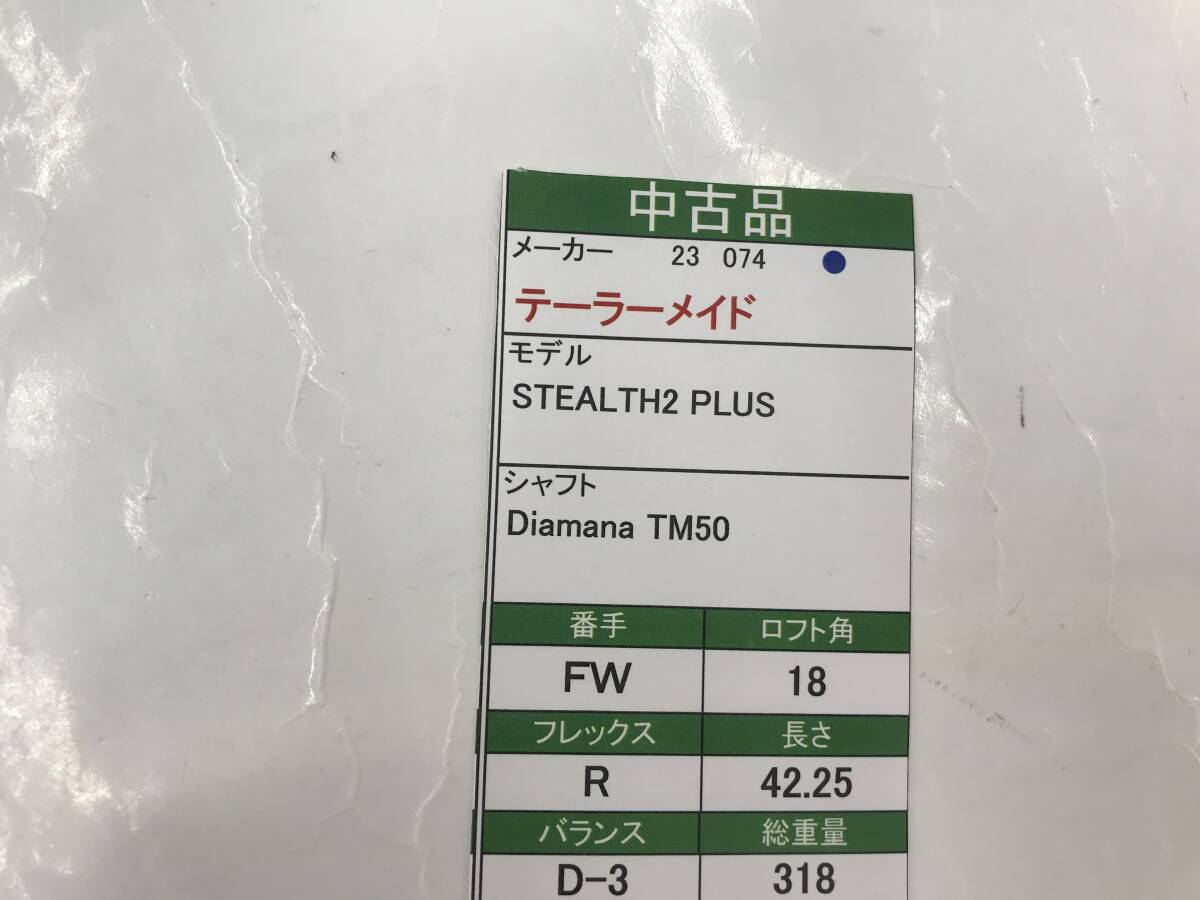 中古品
メーカー 23 074
テーラーメイド
モデル
STEALTH2 PLUS
シャフト
Diamana TM50
番手 ロフト角
FW 18
フレックス 長さ
R 42.25
バランス 総重量
D-3 318